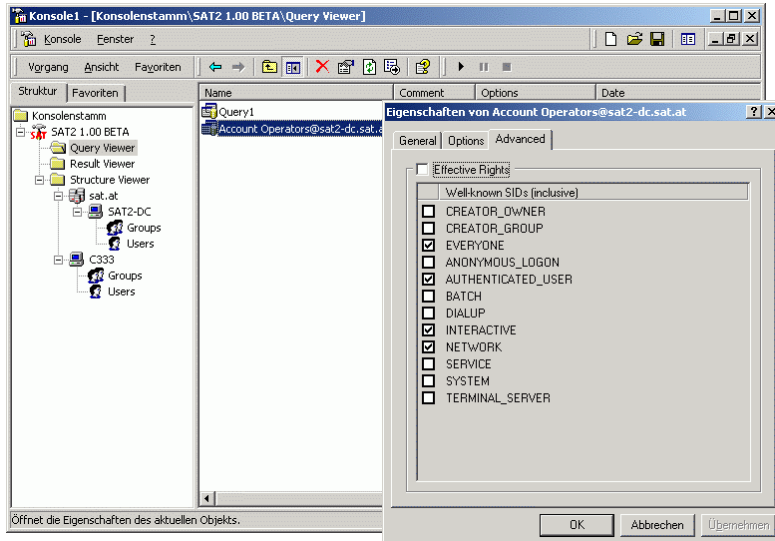 Konsole1 - [Konsolenstamm\SAT2 1.00 BETA\Query Viewer]
Konsole Fenster ?
Vorgang Ansicht Favoriten
Struktur Favoriten
Name Comment Options Date
Konsolenstamm
SAT SAT2 1.00 BETA
Query Viewer
Result Viewer
Structure Viewer
sat.at
SAT2-DC
Groups
Users
C333
Groups
Users
Query1
Account Operators@sat2-dc.sat.a
Öffnet die Eigenschaften des aktuellen Objekts.
Eigenschaften von Account Operators@sat2-dc.sat.at
General Options Advanced
Effective Rights
Well-known SIDs (inclusive)
CREATOR_OWNER
CREATOR_GROUP
EVERYONE
ANONYMOUS_LOGON
AUTHENTICATED_USER
BATCH
DIALUP
INTERACTIVE
NETWORK
SERVICE
SYSTEM
TERMINAL_SERVER
OK Abbrechen Übernehmen